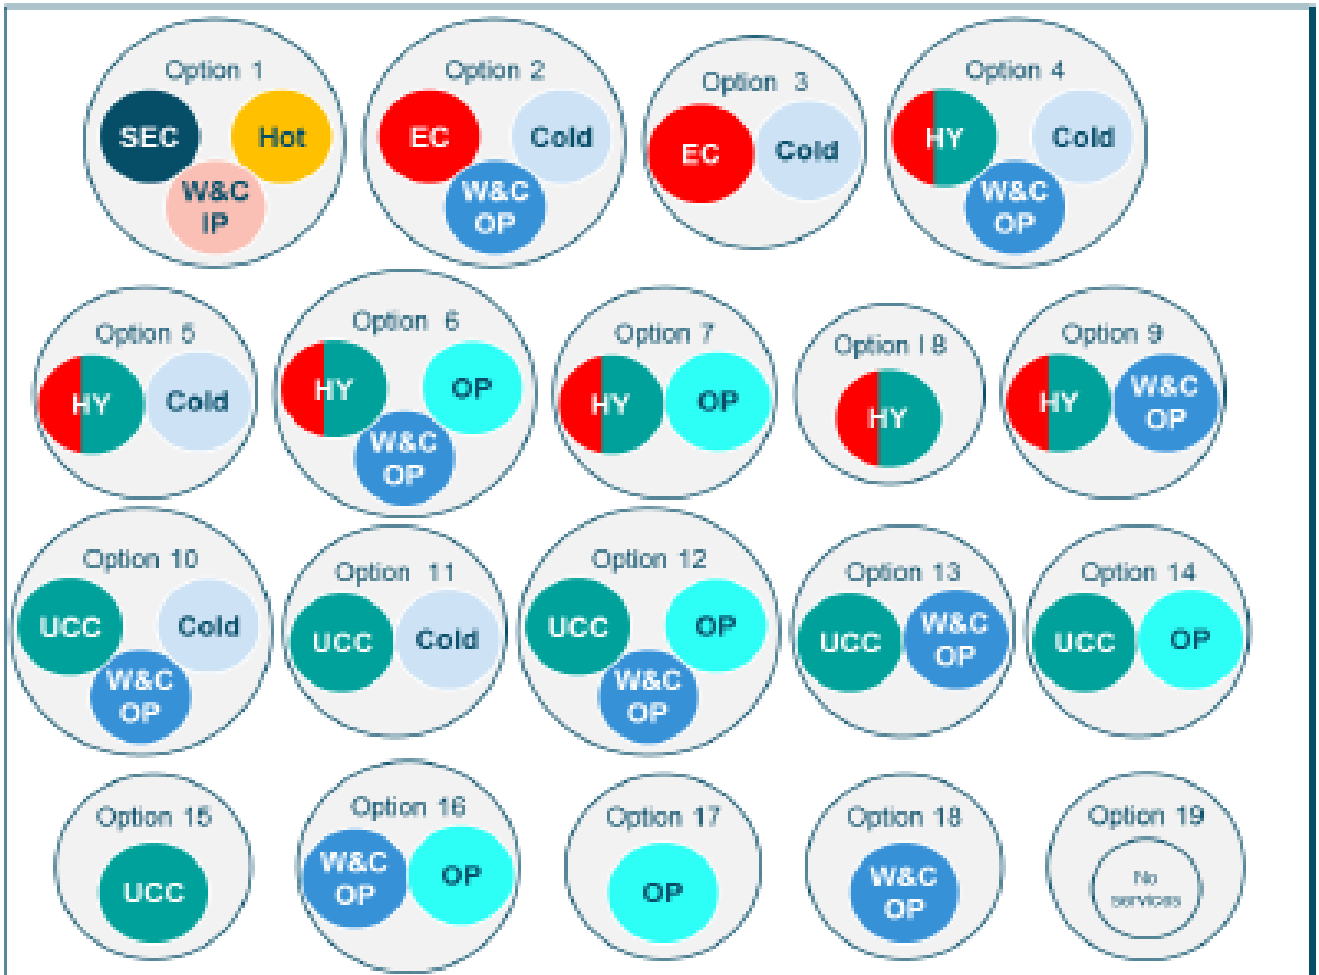 Option 1
SEC
Hot
W&C
IP
Option 2
EC
Cold
W&C
OP
Option 3
EC
Cold
Option 4
HY
Cold
W&C
OP
Option 5
HY
Cold
Option 6
HY
OP
W&C
OP
Option 7
HY
OP
Option I 8
HY
Option 9
HY
W&C
OP
Option 10
UCC
Cold
W&C
OP
Option 11
UCC
Cold
Option 12
UCC
OP
W&C
OP
Option 13
UCC
W&C
OP
Option 14
UCC
OP
Option 15
UCC
Option 16
W&C
OP
OP
Option 17
OP
Option 18
W&C
OP
Option 19
No
services